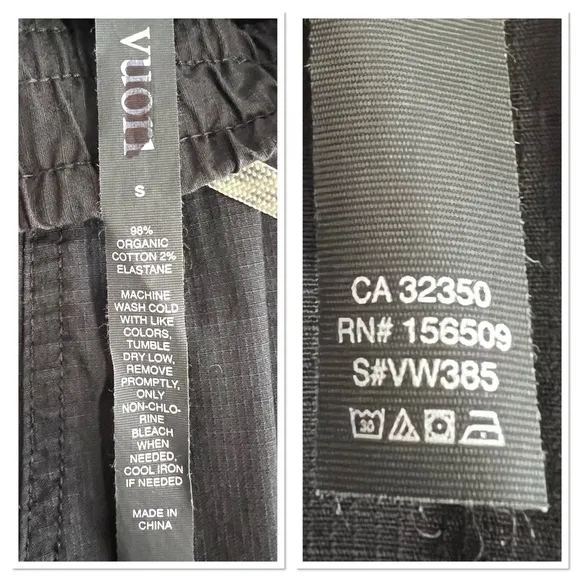 vuori
S
98%
ORGANIC
COTTON 2%
ELASTANE
MACHINE
WASH COLD
WITH LIKE
COLORS,
TUMBLE
DRY LOW,
REMOVE
PROMPTLY,
ONLY
NON-CHLO-
RINE
BLEACH
WHEN
NEEDED,
COOL IRON
IF NEEDED
MADE IN
CHINA
CA 32350
RN# 156509
S#VW385
30